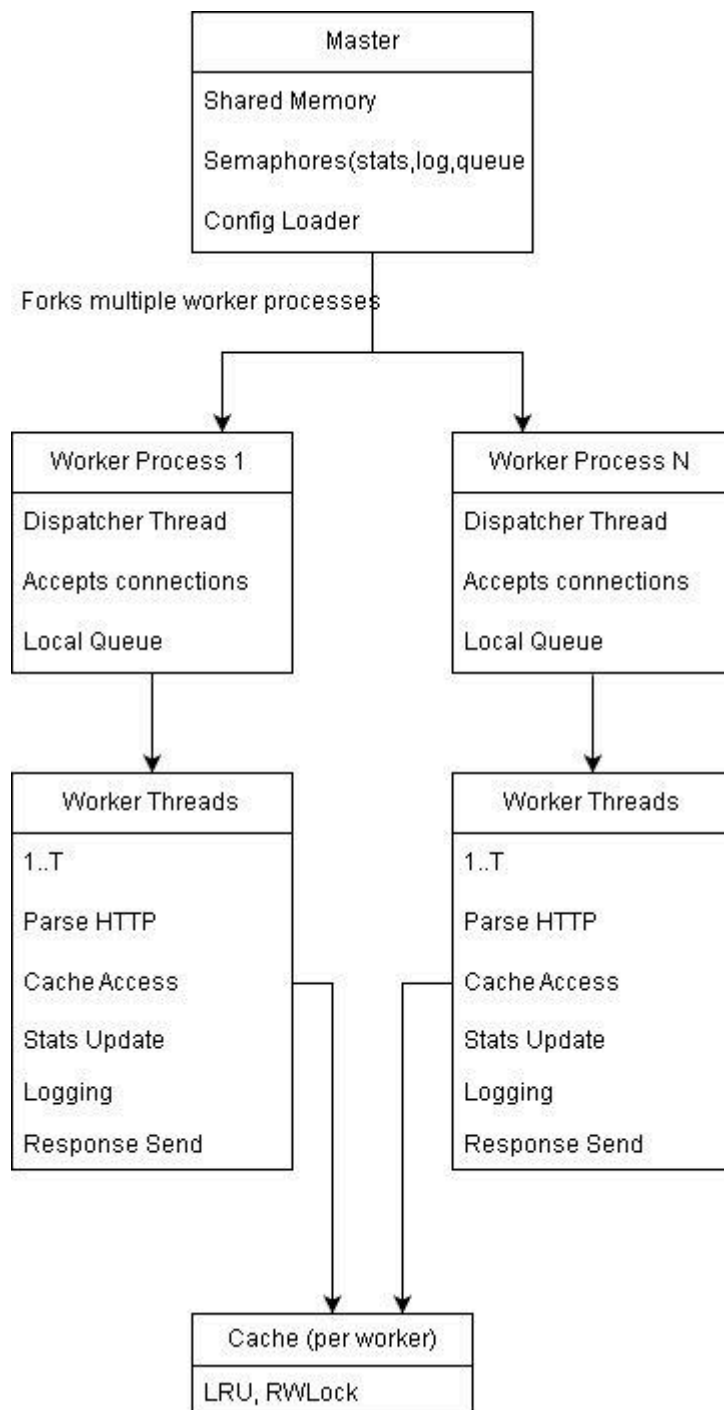 Master
Shared Memory
Semaphores(stats,log,queue
Config Loader
Forks multiple worker processes
Worker Process 1
Dispatcher Thread
Accepts connections
Local Queue
Worker Process N
Dispatcher Thread
Accepts connections
Local Queue
Worker Threads
1..T
Parse HTTP
Cache Access
Stats Update
Logging
Response Send
Worker Threads
1..T
Parse HTTP
Cache Access
Stats Update
Logging
Response Send
Cache (per worker)
LRU, RWLock